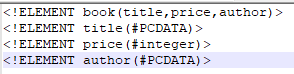 <!ELEMENT book(title,price,author)>
<!ELEMENT title(#PCDATA)>
<!ELEMENT price(#integer)>
<!ELEMENT author(#PCDATA)>